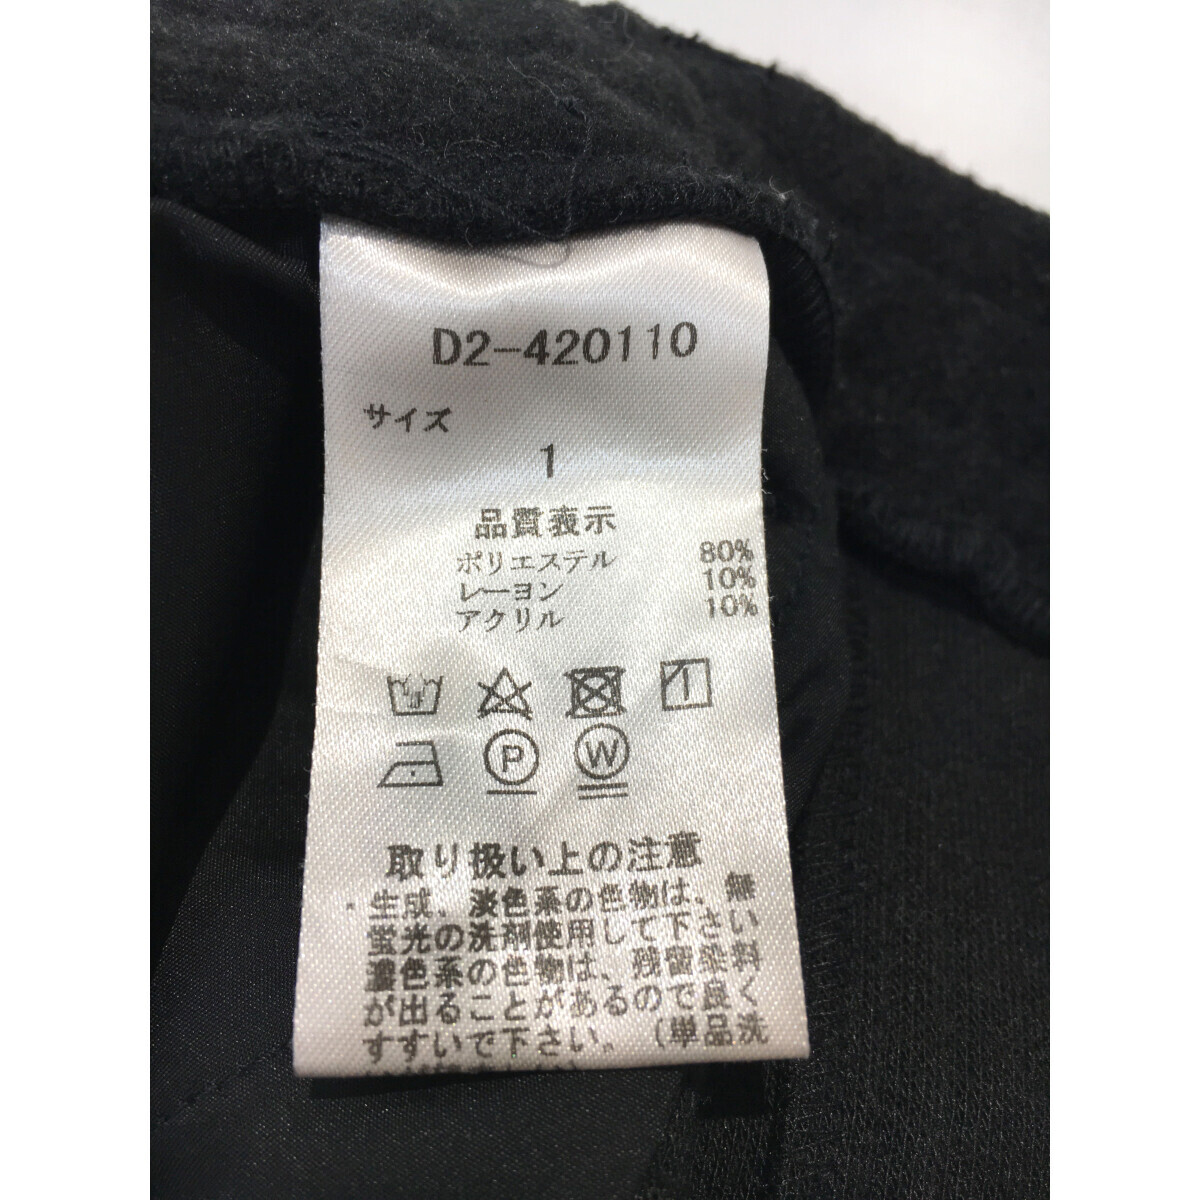 D2-420110
サイズ
1
品質表示
ポリエステル 80%
レーヨン 10%
アクリル 10%
P W
取り扱い上の注意
生成、淡色系の色物は、無
蛍光の洗剤使用して下さい
濃色系の色物は、残留染料
が出ることがあるので良く
すすいで下さい。（単品洗